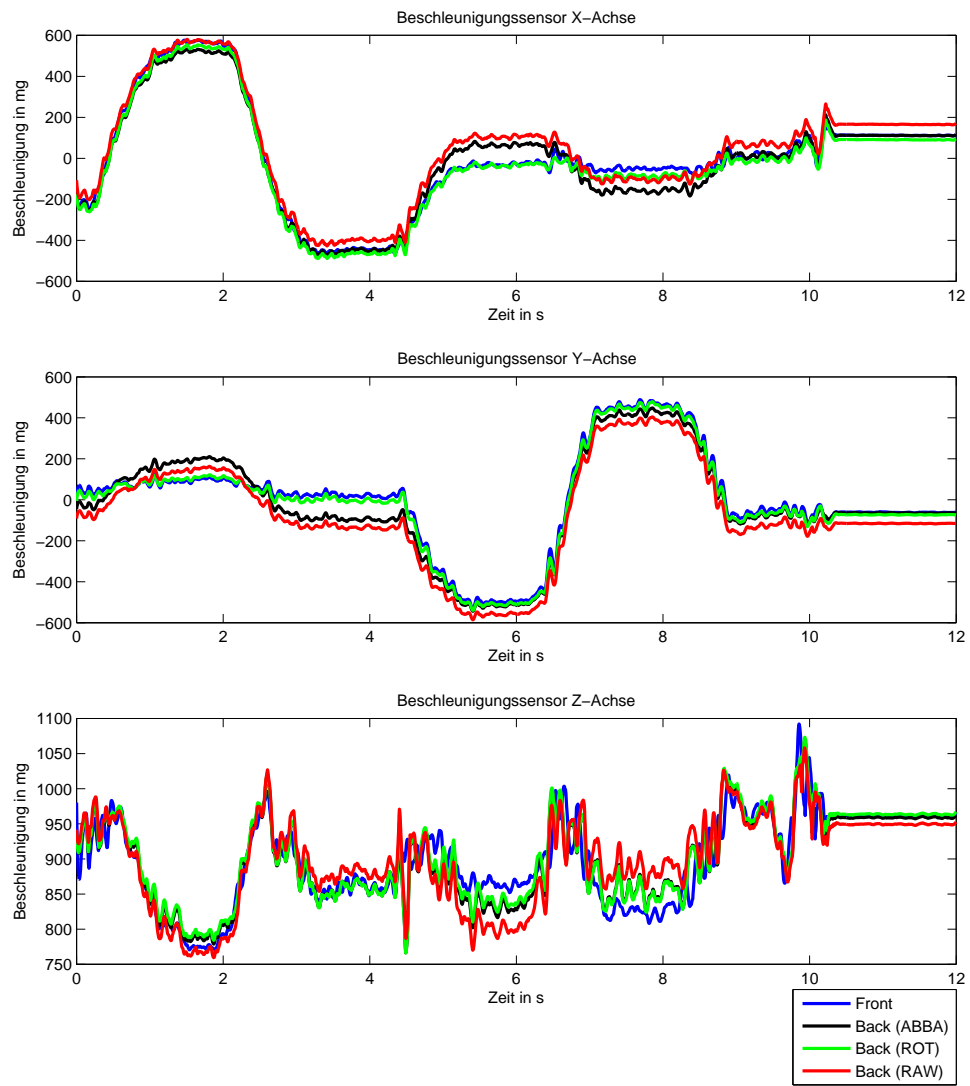 Beschleunigungssensor X−Achse
Beschleunigung in mg
600
400
200
0
−200
−400
−600
0 2 4 6 8 10 12
Zeit in s
Beschleunigungssensor Y−Achse
Beschleunigung in mg
600
400
200
0
−200
−400
−600
0 2 4 6 8 10 12
Zeit in s
Beschleunigungssensor Z−Achse
Beschleunigung in mg
1100
1050
1000
950
900
850
800
750
0 2 4 6 8 10 12
Zeit in s
Front
Back (ABBA)
Back (ROT)
Back (RAW)